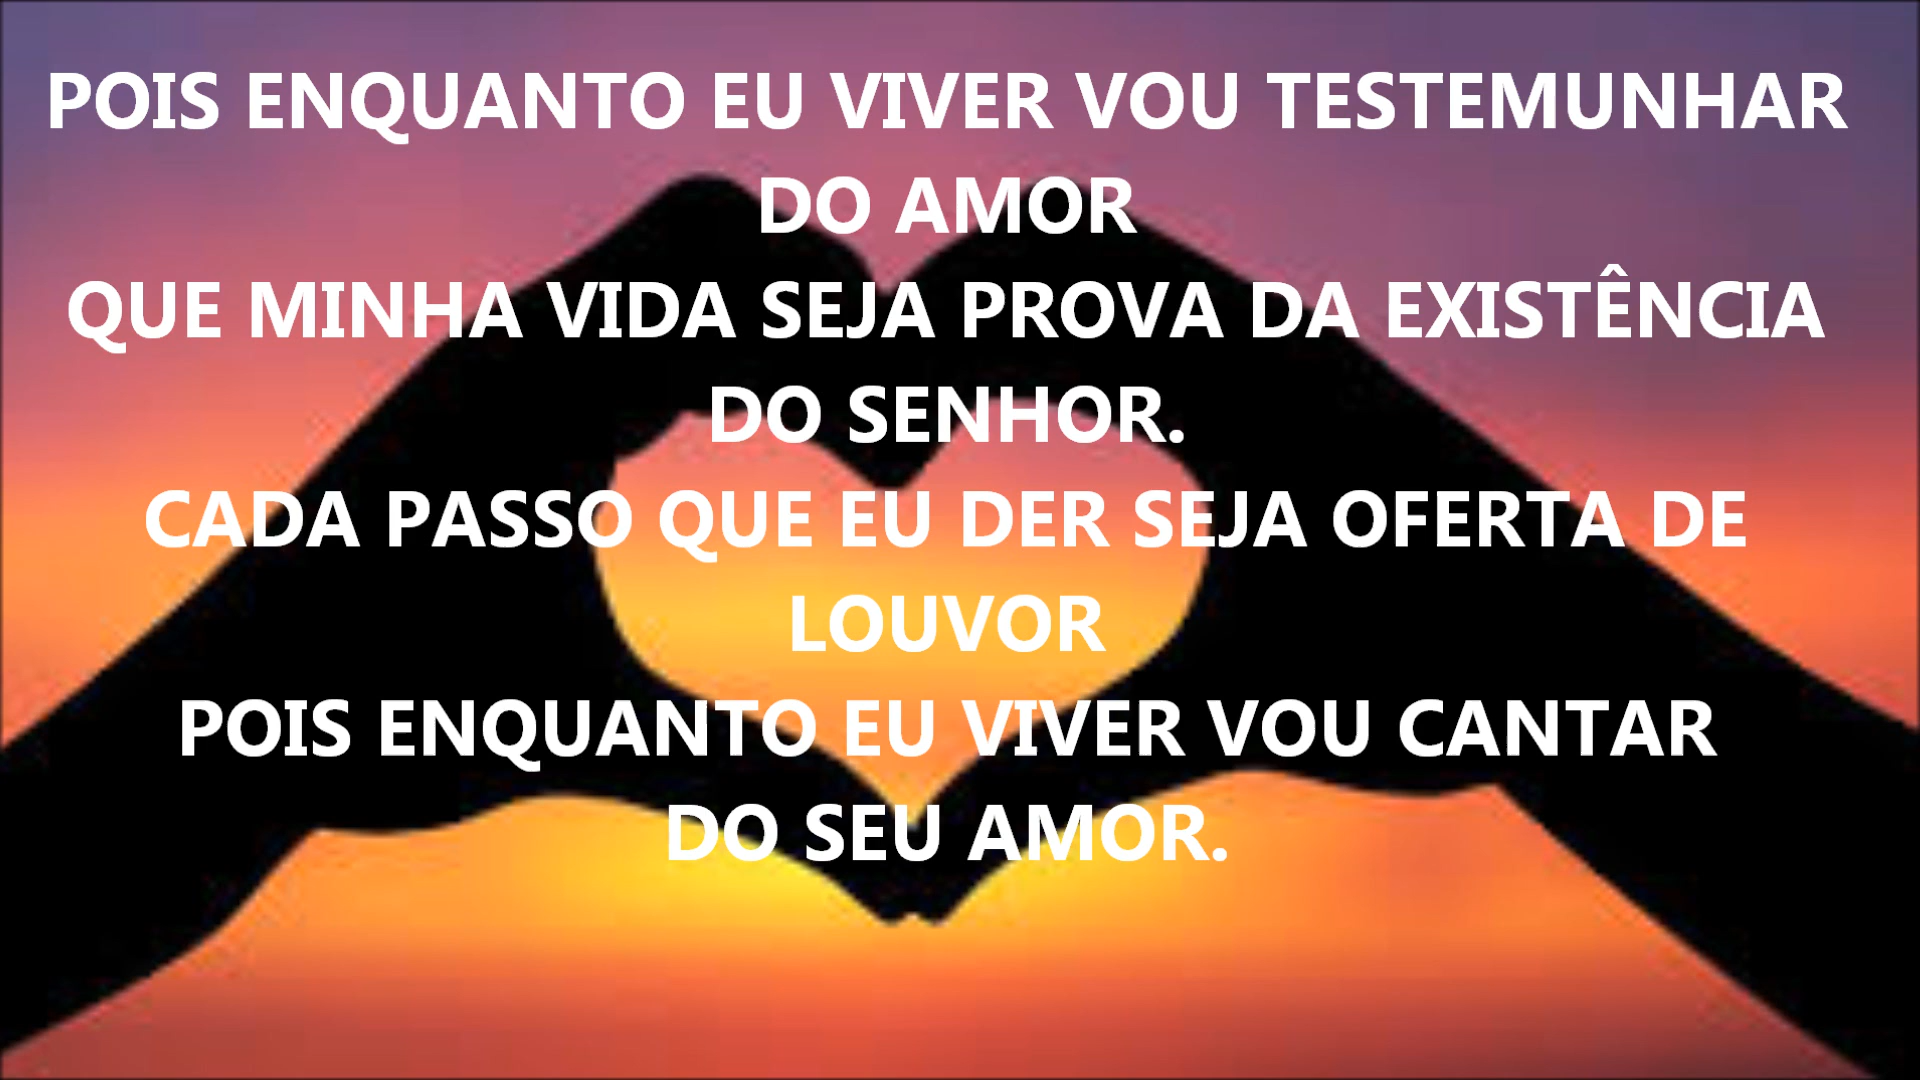 POIS ENQUANTO EU VIVER VOU TESTEMUNHAR
DO AMOR
QUE MINHA VIDA SEJA PROVA DA EXISTÊNCIA
DO SENHOR.
CADA PASSO QUE EU DER SEJA OFERTA DE
LOUVOR
POIS ENQUANTO EU VIVER VOU CANTAR
DO SEU AMOR.